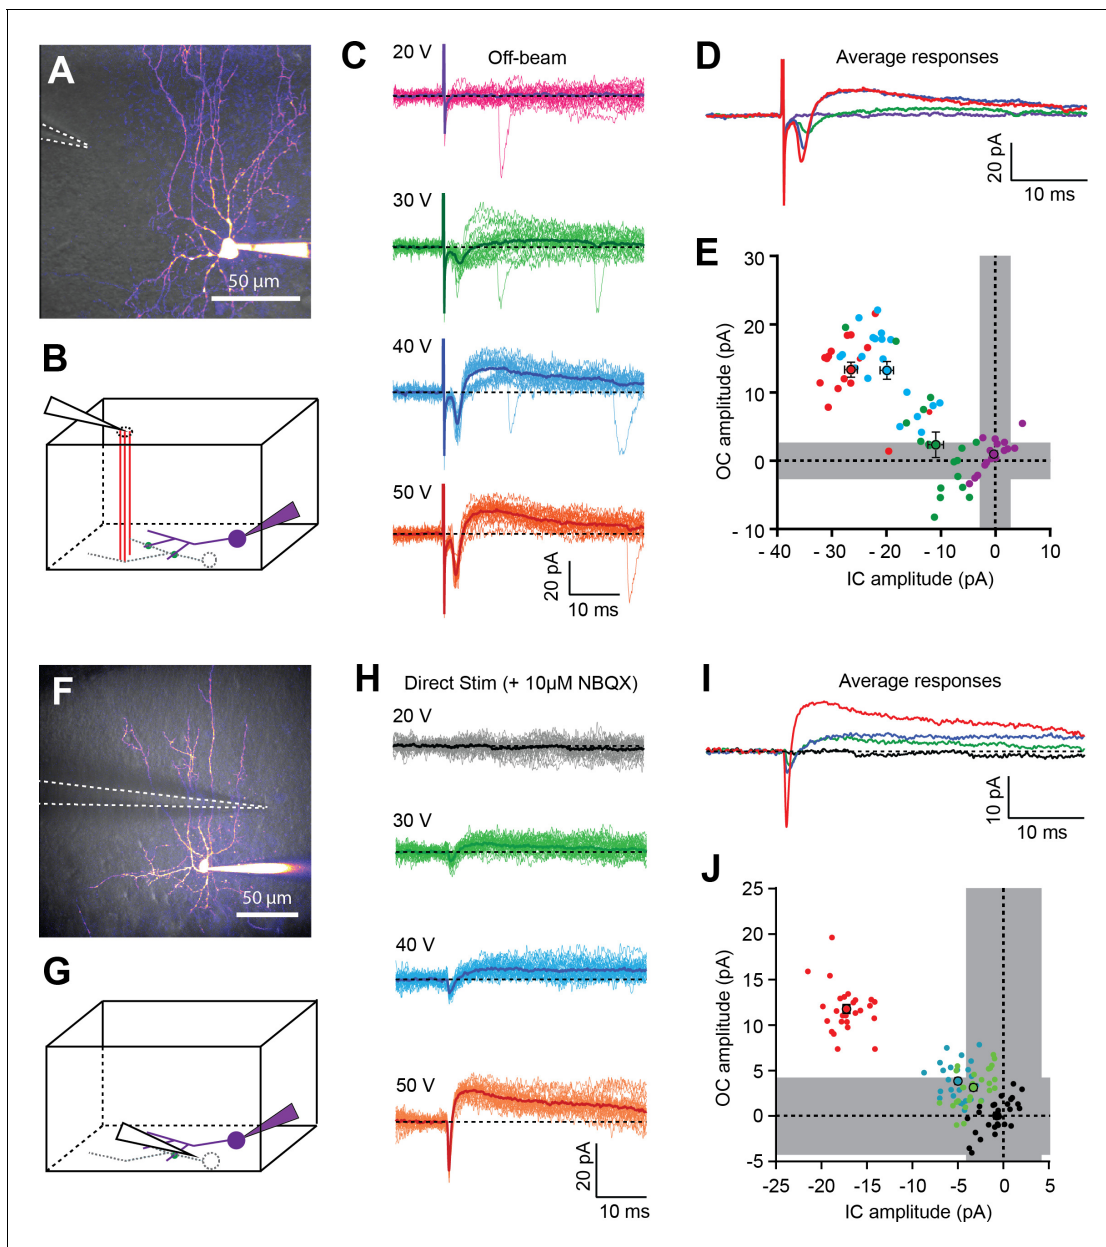 A
50 µm
B
C
Off-beam
20 V
30 V
40 V
50 V
20 pA
10 ms
D
Average responses
20 pA
10 ms
E
OC amplitude (pA)
30
20
10
0
- 10
- 40
- 30
- 20
- 10
0
10
IC amplitude (pA)
F
50 µm
G
H
Direct Stim (+ 10µM NBQX)
20 V
30 V
40 V
50 V
20 pA
10 ms
I
Average responses
10 pA
10 ms
J
OC amplitude (pA)
25
20
15
10
5
0
-5
-25
-20
-15
-10
-5
0
5
IC amplitude (pA)